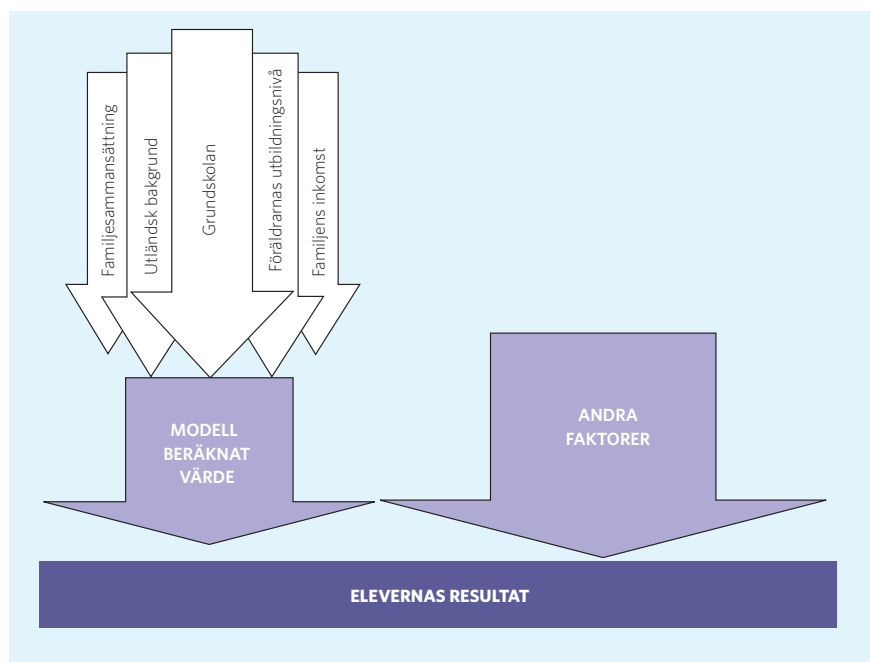 Familjesammansättning
Utländsk bakgrund
Grundskolan
Föräldrarnas utbildningsnivå
Familjens inkomst
MODELL
BERÄKNAT
VÄRDE
ANDRA
FAKTORER
ELEVERNAS RESULTAT